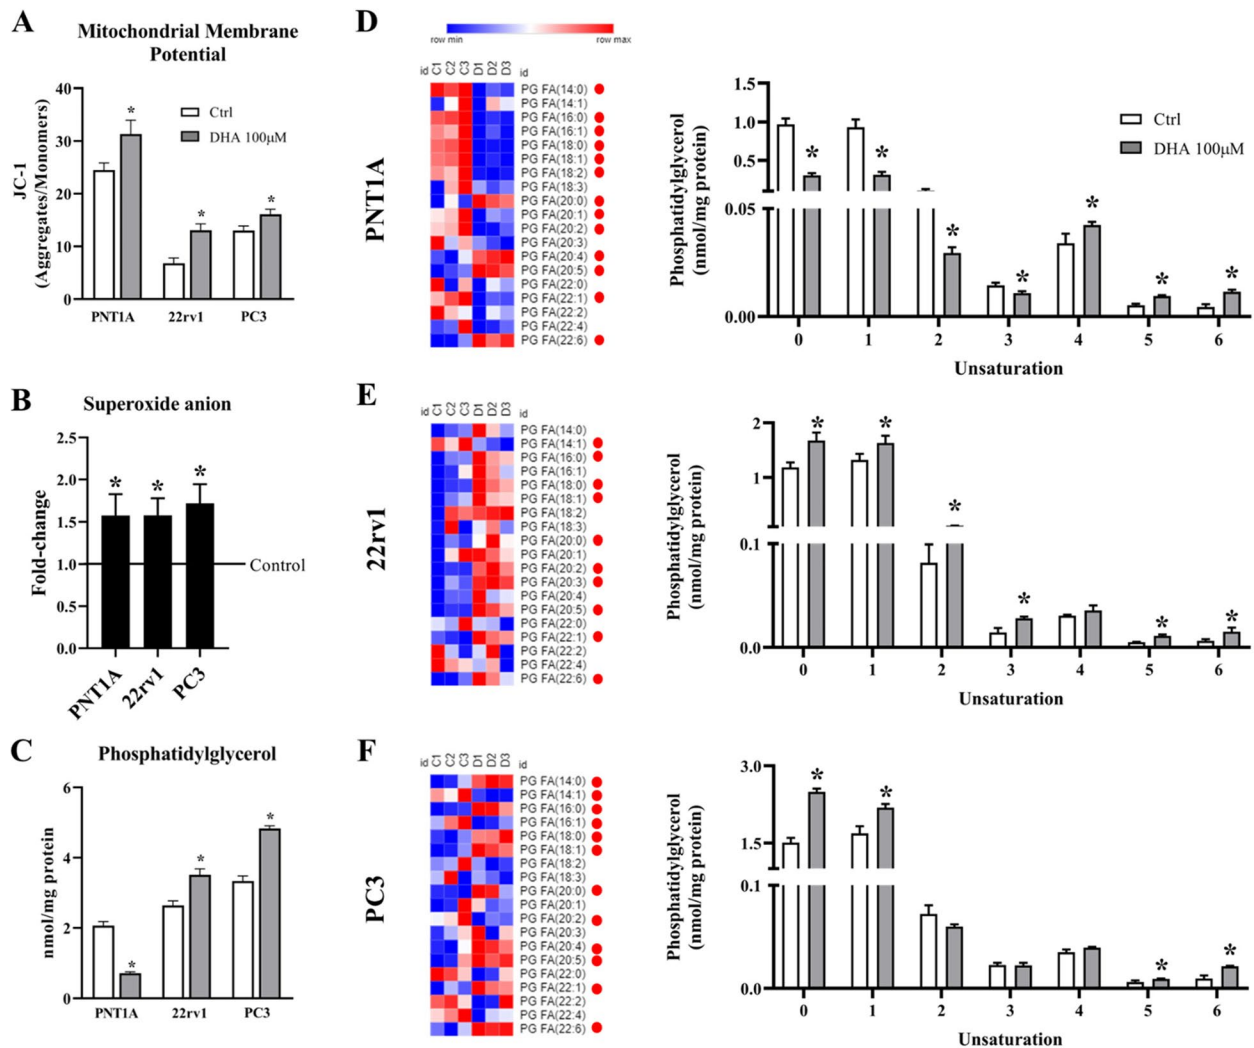 A
Mitochondrial Membrane
Potential
JC-1
(Aggregates/Monomers)
40
30
20
10
0
Ctrl
DHA 100µM
*
*
*
PNT1A 22rv1 PC3
B
Superoxide anion
Fold-change
2.5
2.0
1.5
1.0
0.5
0.0
* * *
Control
PNT1A 22rv1 PC3
C
Phosphatidylglycerol
nmol/mg protein
6
4
2
0
*
*
*
PNT1A 22rv1 PC3
D
row min row max
PNT1A
id C1 C2 C3 D1 D2 D3 id
PG FA(14:0)
PG FA(14:1)
PG FA(16:0)
PG FA(16:1)
PG FA(18:0)
PG FA(18:1)
PG FA(18:2)
PG FA(18:3)
PG FA(20:0)
PG FA(20:1)
PG FA(20:2)
PG FA(20:3)
PG FA(20:4)
PG FA(20:5)
PG FA(22:0)
PG FA(22:1)
PG FA(22:2)
PG FA(22:4)
PG FA(22:6)
Phosphatidylglycerol
(nmol/mg protein)
1.5
1.0
0.5
0.05
0.00
Ctrl
DHA 100µM
* * * * * * *
0 1 2 3 4 5 6
Unsaturation
E
22rv1
id C1 C2 C3 D1 D2 D3 id
PG FA(14:0)
PG FA(14:1)
PG FA(16:0)
PG FA(16:1)
PG FA(18:0)
PG FA(18:1)
PG FA(18:2)
PG FA(18:3)
PG FA(20:0)
PG FA(20:1)
PG FA(20:2)
PG FA(20:3)
PG FA(20:4)
PG FA(20:5)
PG FA(22:0)
PG FA(22:1)
PG FA(22:2)
PG FA(22:4)
PG FA(22:6)
Phosphatidylglycerol
(nmol/mg protein)
2
1
0.1
0.0
* * * * * *
0 1 2 3 4 5 6
Unsaturation
F
PC3
id C1 C2 C3 D1 D2 D3 id
PG FA(14:0)
PG FA(14:1)
PG FA(16:0)
PG FA(16:1)
PG FA(18:0)
PG FA(18:1)
PG FA(18:2)
PG FA(18:3)
PG FA(20:0)
PG FA(20:1)
PG FA(20:2)
PG FA(20:3)
PG FA(20:4)
PG FA(20:5)
PG FA(22:0)
PG FA(22:1)
PG FA(22:2)
PG FA(22:4)
PG FA(22:6)
Phosphatidylglycerol
(nmol/mg protein)
3.0
1.5
0.1
0.0
* * * *
0 1 2 3 4 5 6
Unsaturation